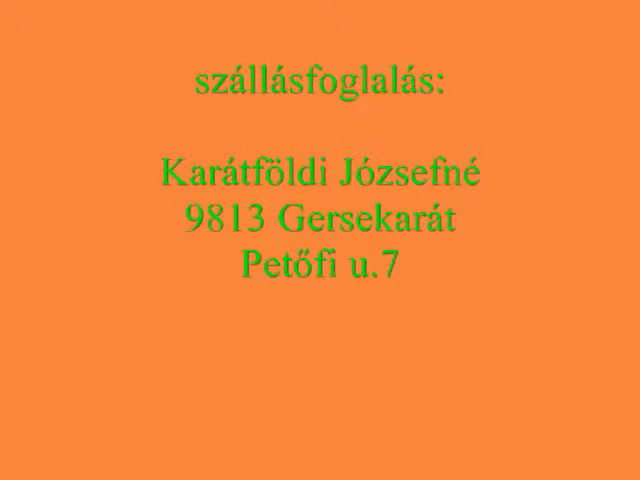 szállásfoglalás:
Karátföldi Józsefné
9813 Gersekarát
Petőfi u.7